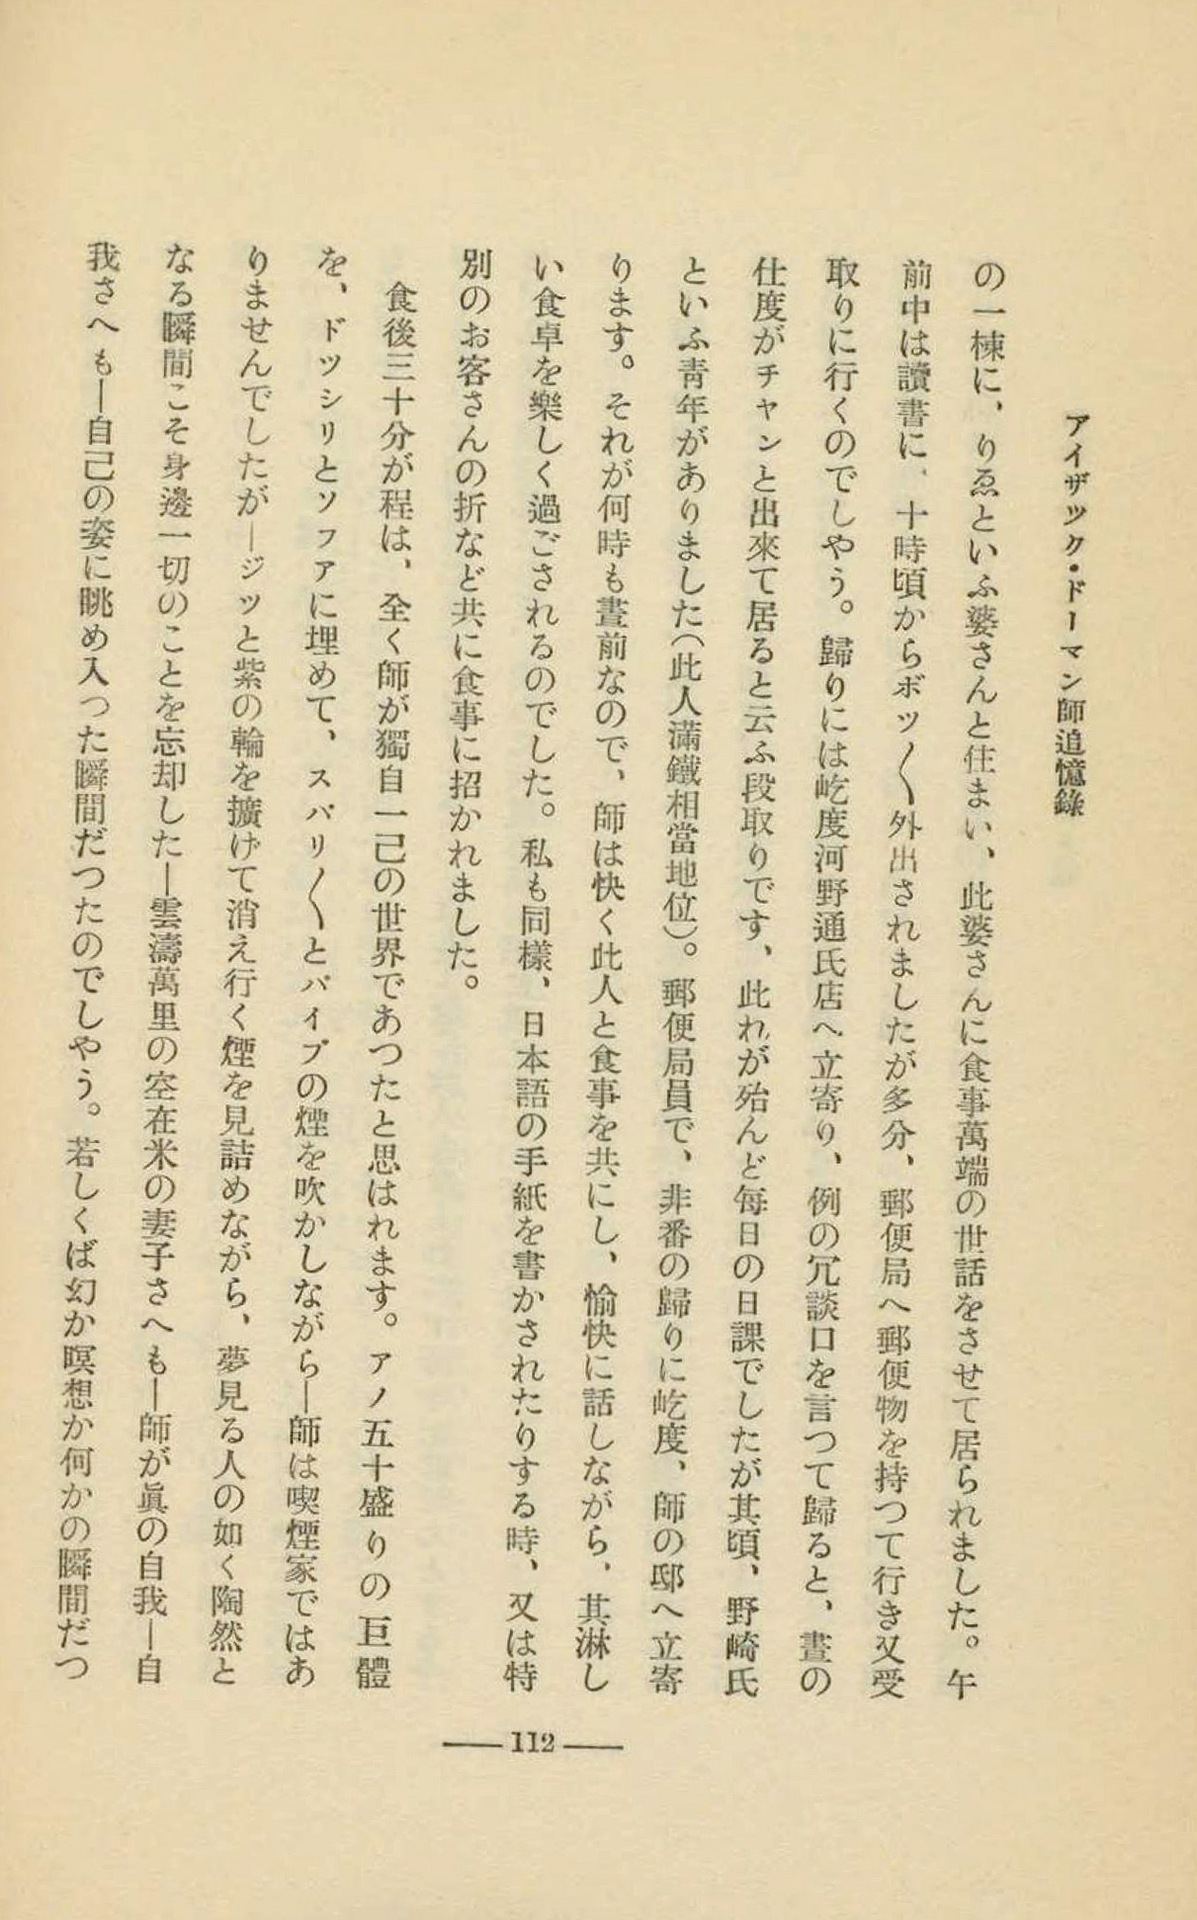 アイザック・ドーマン師追憶錄
の一棟に、りゑといふ婆さんと住まい、此婆さんに食事萬端の世話をさせて居られました。午
前中は讀書に、十時頃からボツ〱外出されましたが多分、郵便局へ郵便物を持つて行き又受
取りに行くのでしやう。歸りには屹度河野通氏店へ立寄り、例の冗談口を言つて歸ると、晝の
仕度がチヤンと出來て居ると云ふ段取りです、此れが殆んど每日の日課でしたが其頃、野崎氏
といふ靑年がありました(此人滿鐵相當地位)。郵便局員で、非番の歸りに屹度、師の邸へ立寄
ります。それが何時も晝前なので、師は快く此人と食事を共にし、愉快に話しながら、其淋し
い食卓を樂しく過ごされるのでした。私も同樣、日本語の手紙を書かされたりする時、又は特
別のお客さんの折など共に食事に招かれました。
食後三十分が程は、全く師が獨自一己の世界であつたと思はれます。アノ五十盛りの巨體
を、ドツシリとソフアに埋めて、スパリ〱とパイプの煙を吹かしながら―師は喫煙家ではあ
りませんでしたが―ジツと紫の輪を擴げて消え行く煙を見詰めながら、夢見る人の如く陶然と
なる瞬間こそ身邊一切のことを忘却した―雲濤萬里の空在米の妻子さへも―師が眞の自我―自
我さへも―自己の姿に眺め入つた瞬間だつたのでしやう。若しくば幻か暝想か何かの瞬間だつ
―112―